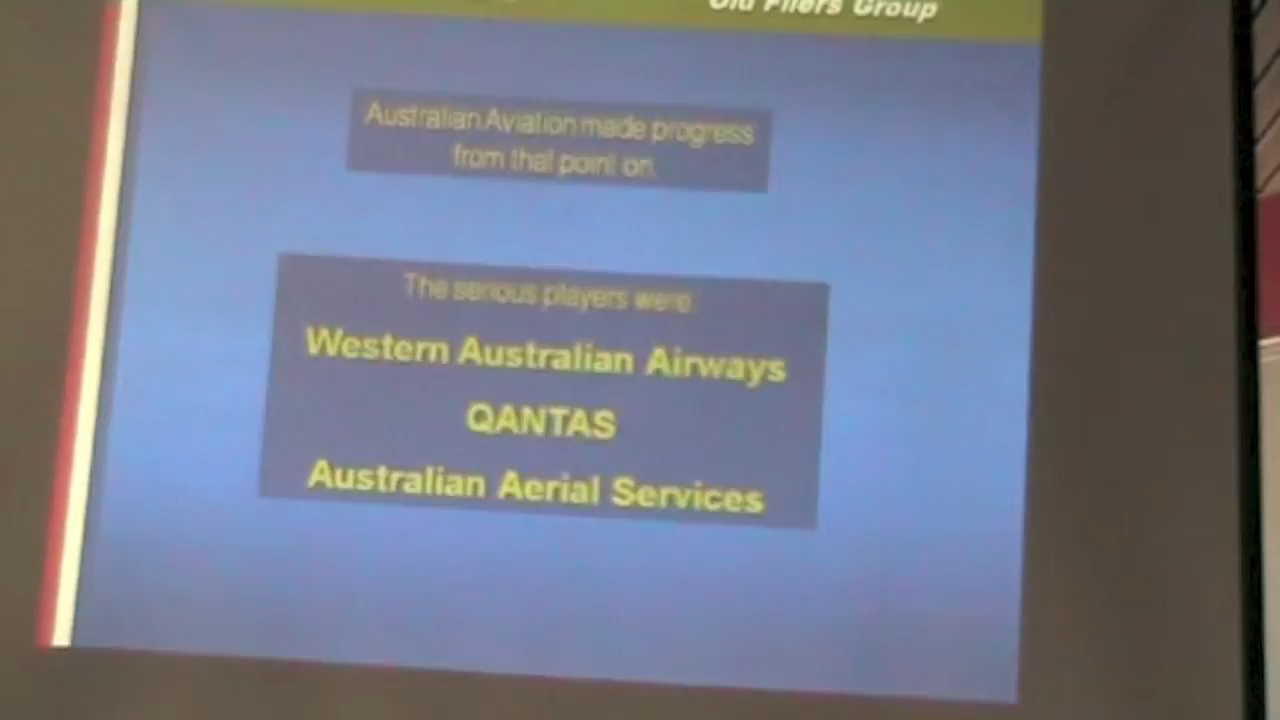 Old Fliers Group
Australian Aviation made progress
from that point on.
The serious players were:
Western Australian Airways
QANTAS
Australian Aerial Services